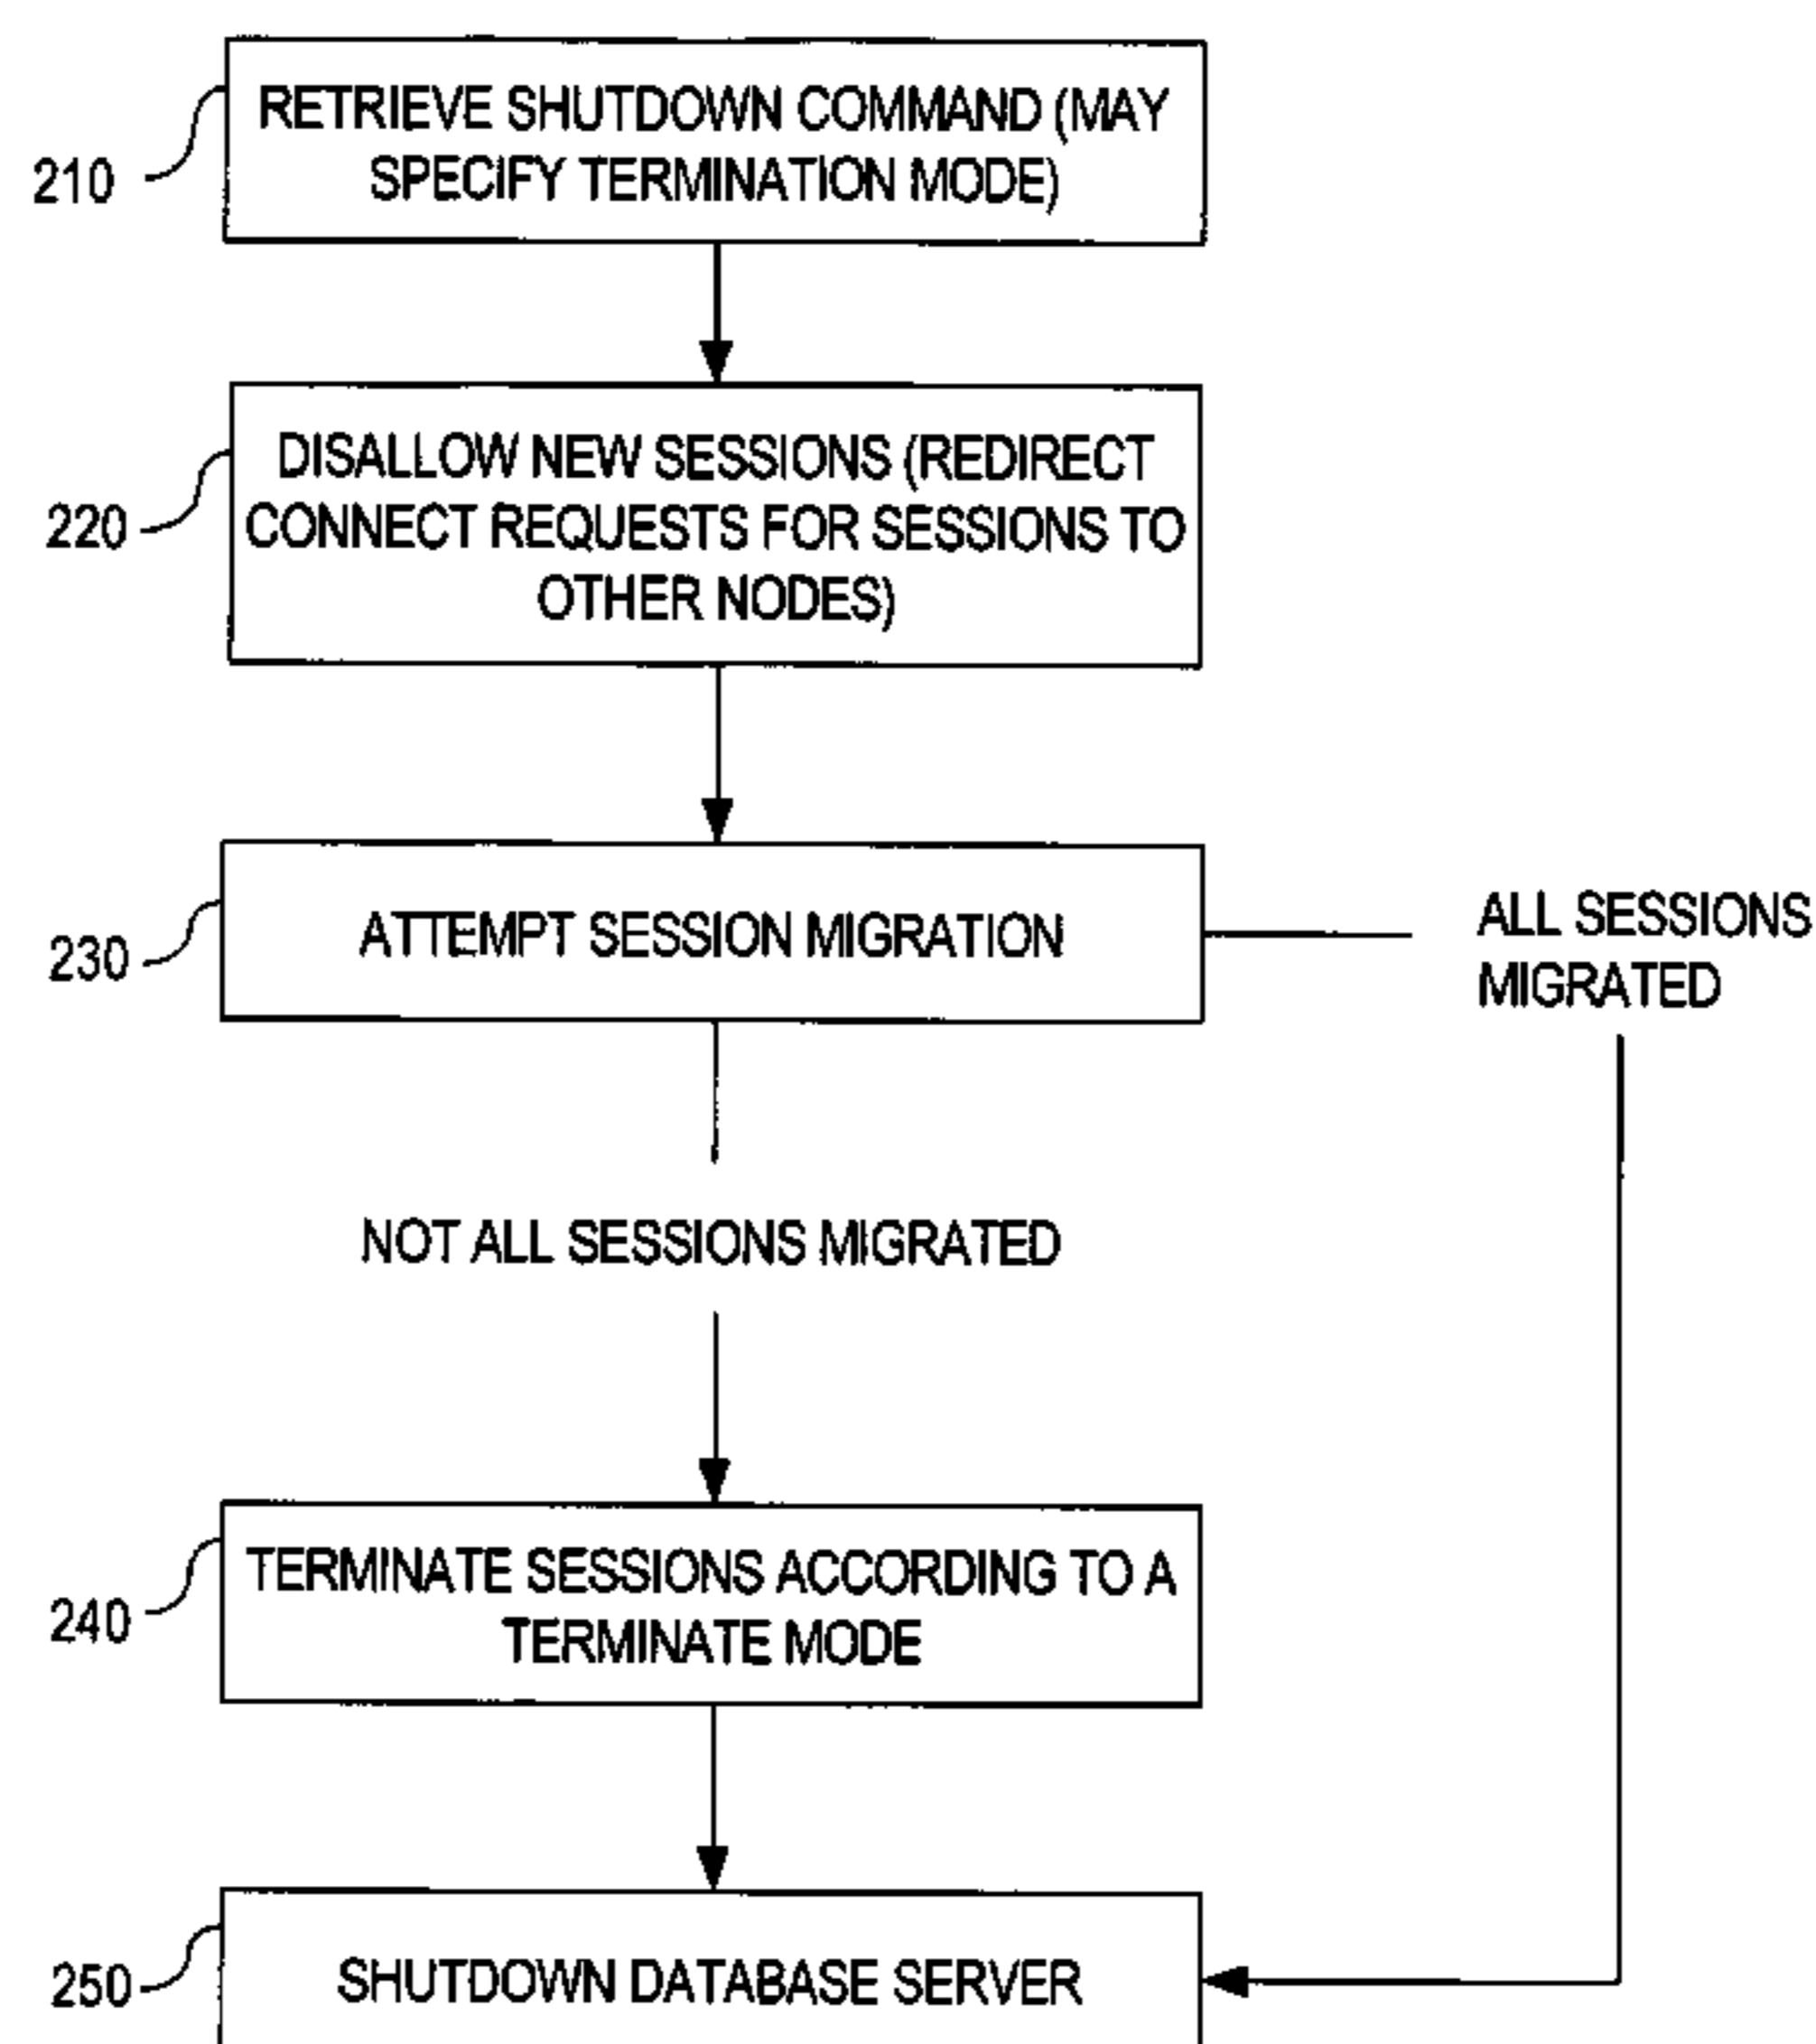 RETRIEVE SHUTDOWN COMMAND (MAY
SPECIFY TERMINATION MODE)
210
DISALLOW NEW SESSIONS (REDIRECT
CONNECT REQUESTS FOR SESSIONS TO
OTHER NODES)
220
ATTEMPT SESSION MIGRATION
230
ALL SESSIONS
MIGRATED
NOT ALL SESSIONS MIGRATED
TERMINATE SESSIONS ACCORDING TO A
TERMINATE MODE
240
SHUTDOWN DATABASE SERVER
250